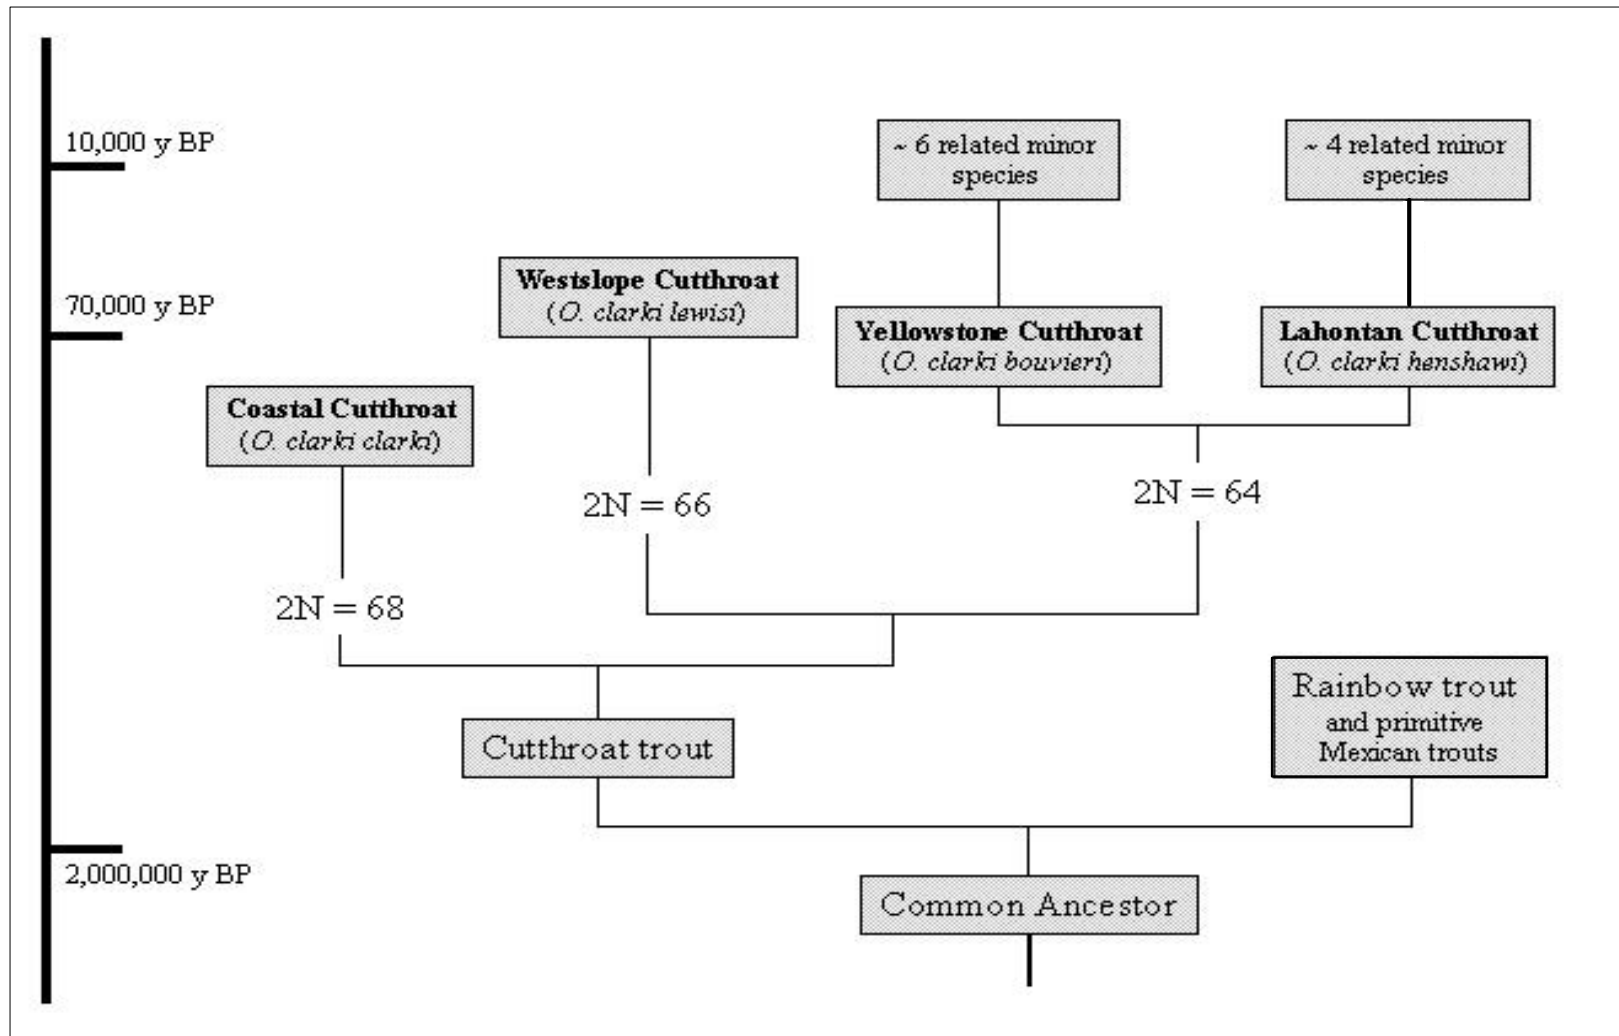 10,000 y BP
~ 6 related minor
species
~ 4 related minor
species
70,000 y BP
Westslope Cutthroat
(O. clarki lewisi)
Yellowstone Cutthroat
(O. clarki bouvieri)
Lahontan Cutthroat
(O. clarki henshawi)
Coastal Cutthroat
(O. clarki clarki)
2N = 66
2N = 64
2N = 68
Rainbow trout
and primitive
Mexican trouts
Cutthroat trout
2,000,000 y BP
Common Ancestor